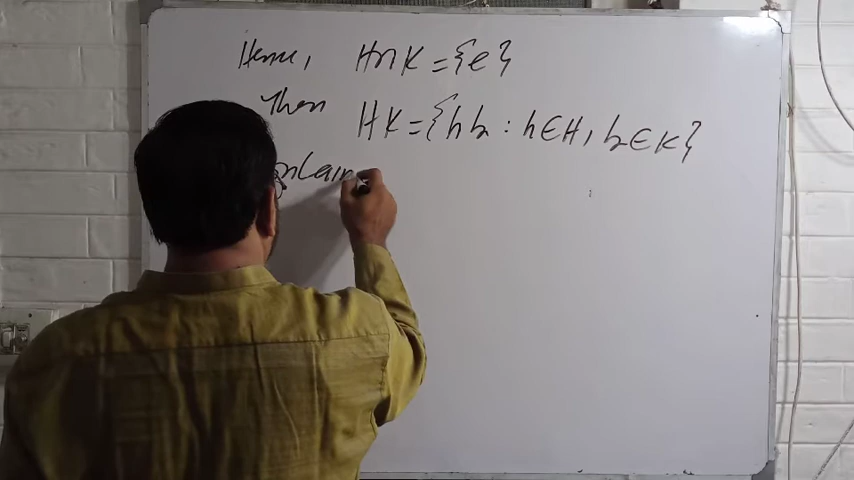 Hence, H∩K = {e}
Then HK = {hk : h∈H, k∈K}